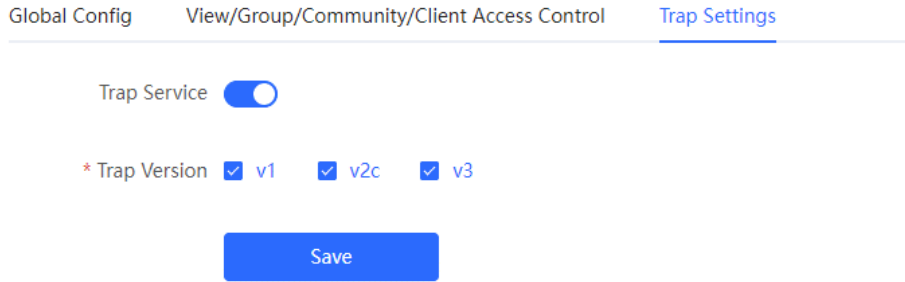 Global Config View/Group/Community/Client Access Control Trap Settings
Trap Service
* Trap Version v1 v2c v3
Save